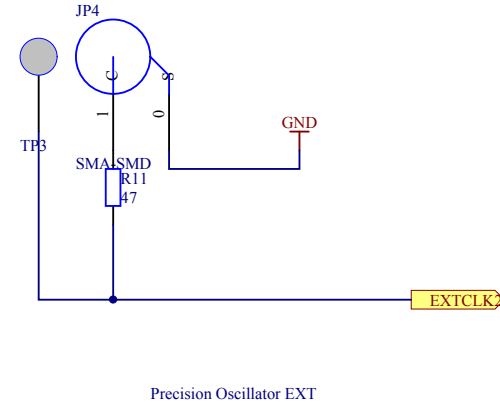 JP4
C
S
1
0
GND
TP3
SMA-SMD
R11
47
EXTCLK2
Precision Oscillator EXT